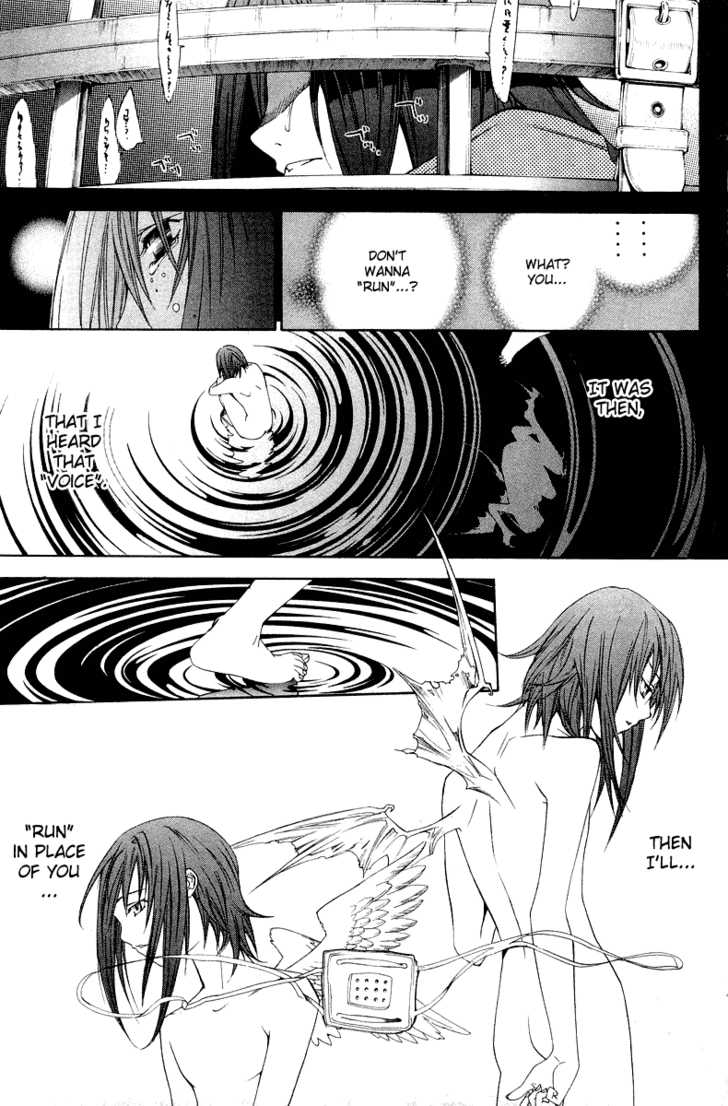 WHAT?
YOU...
DON'T
WANNA
"RUN"...?
IT WAS
THEN,
THAT I
HEARD
THAT
"VOICE".
THEN
I'LL...
"RUN"
IN PLACE
OF YOU
...